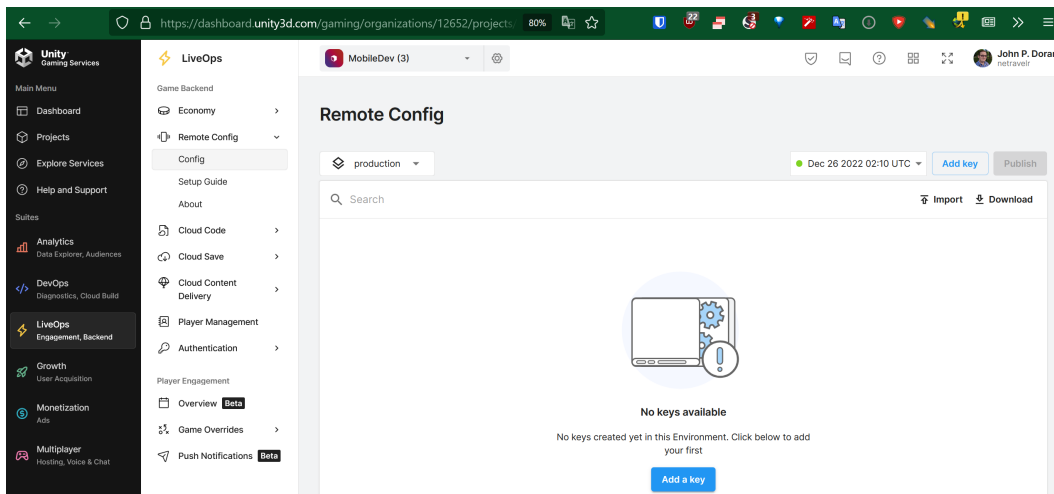 https://dashboard.unity3d.com/gaming/organizations/12652/projects/
80%
22
3
1
Unity
Gaming Services
Main Menu
Dashboard
Projects
Explore Services
Help and Support
Suites
Analytics
Data Explorer, Audiences
DevOps
Diagnostics, Cloud Build
LiveOps
Engagement, Backend
Growth
User Acquisition
Monetization
Ads
Multiplayer
Hosting, Voice & Chat
LiveOps
Game Backend
Economy
Remote Config
Config
Setup Guide
About
Cloud Code
Cloud Save
Cloud Content
Delivery
Player Management
Authentication
Player Engagement
Overview Beta
Game Overrides
Push Notifications Beta
MobileDev (3)
John P. Doran
netravelr
Remote Config
production
Dec 26 2022 02:10 UTC
Add key
Publish
Search
Import
Download
No keys available
No keys created yet in this Environment. Click below to add
your first
Add a key